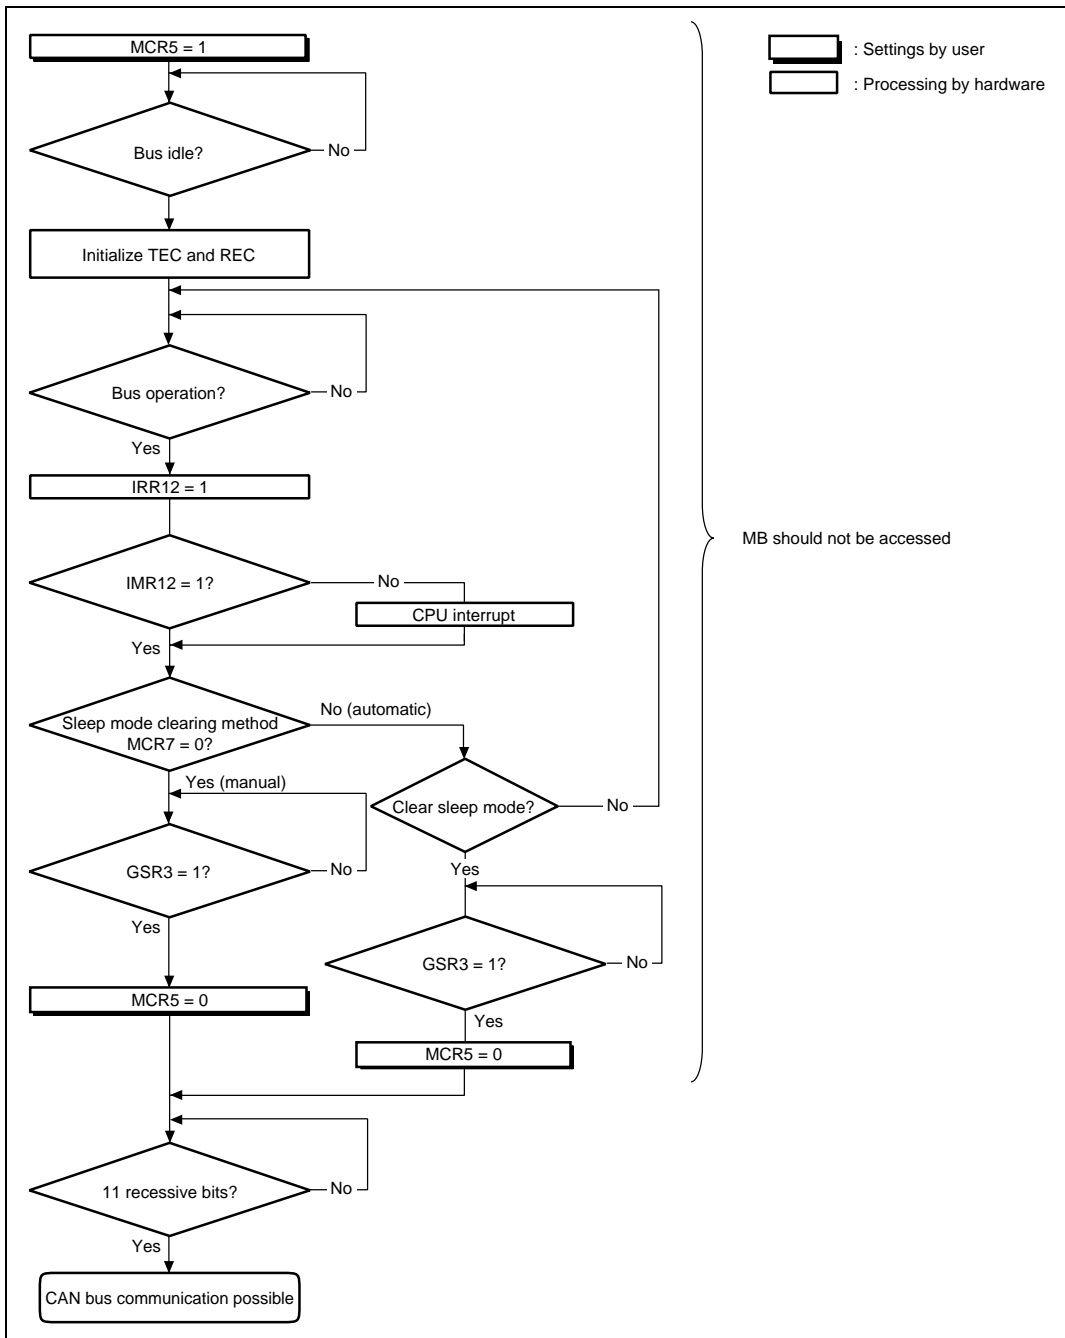 MCR5 = 1
: Settings by user
: Processing by hardware
Bus idle?
No
Initialize TEC and REC
Bus operation?
No
Yes
IRR12 = 1
MB should not be accessed
IMR12 = 1?
No
CPU interrupt
Yes
Sleep mode clearing method
MCR7 = 0?
No (automatic)
Yes (manual)
Clear sleep mode?
No
GSR3 = 1?
No
Yes
Yes
GSR3 = 1?
No
MCR5 = 0
Yes
MCR5 = 0
11 recessive bits?
No
Yes
CAN bus communication possible